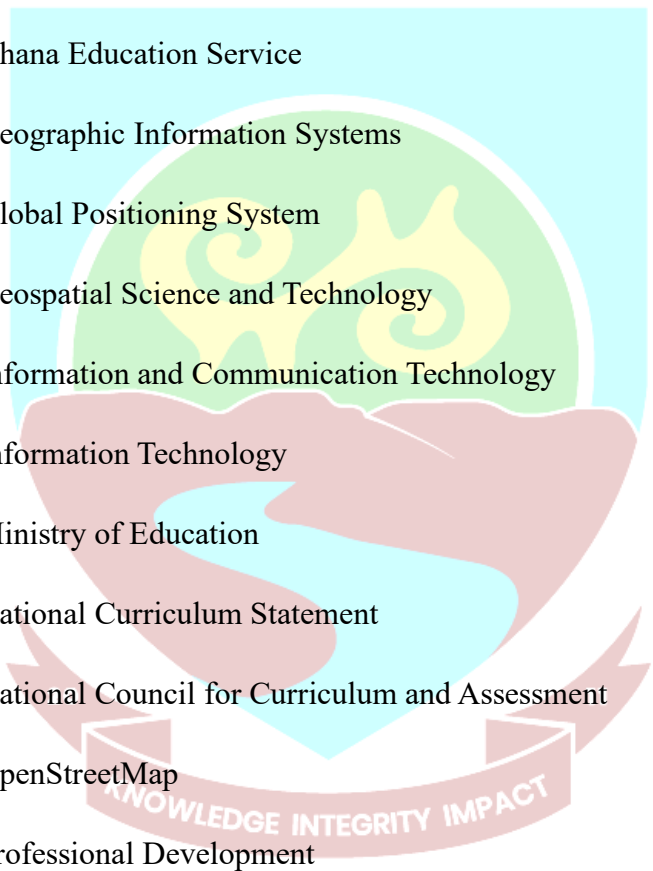 hana Education Service
eographic Information Systems
lobal Positioning System
eospatial Science and Technology
nformation and Communication Technology
nformation Technology
inistry of Education
ational Curriculum Statement
ational Council for Curriculum and Assessment
penStreetMap
KNOWLEDGE INTEGRITY IMPACT
rofessional Development